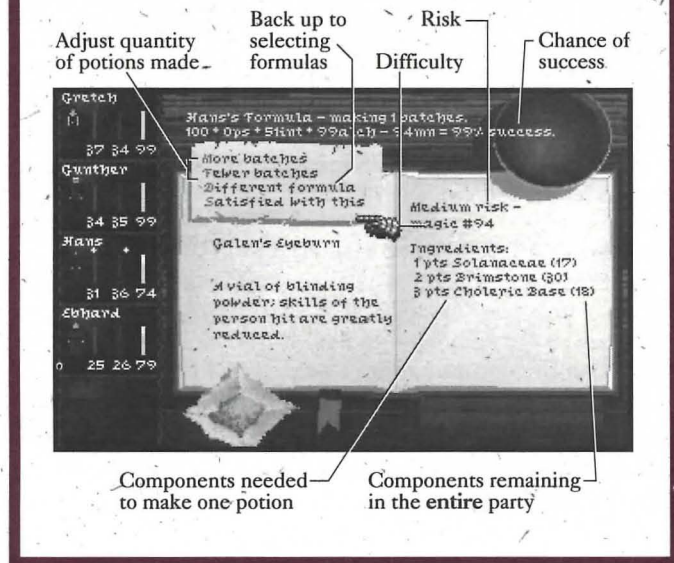 Adjust quantity
of potions made
Back up to
selecting
formulas
Risk
Difficulty
Chance of
success
Gretch
37 34 99
Gunther
34 35 99
Hans
31 36 74
Ebhard
0 25 26 79
Hans's Formula – making 1 batches.
100 + 0ps + 51int + 99alch – 94mn = 99% success.
More batches
Fewer batches
Different formula
Satisfied with this
Galen's Eyeburn
A vial of blinding
powder; skills of the
person hit are greatly
reduced.
Medium risk –
magic #94
Ingredients:
1 pts Solanaceae (17)
2 pts Brimstone (30)
3 pts Choleric Base (18)
Components needed
to make one potion
Components remaining
in the entire party